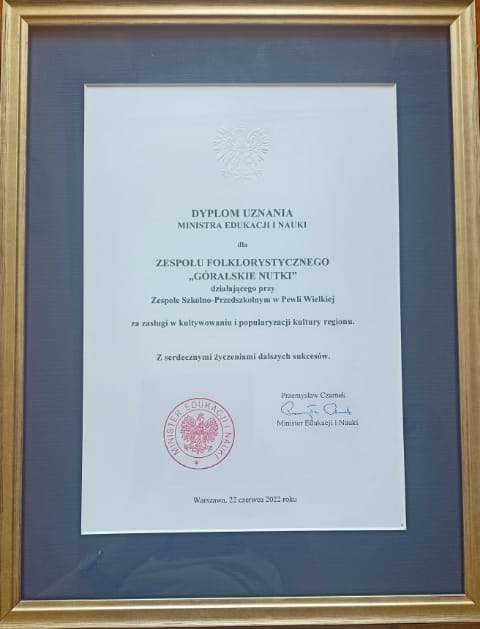 DYPLOM UZNANIA
MINISTRA EDUKACJI I NAUKI
dla
ZESPOŁU FOLKLORYSTYCZNEGO
„GÓRALSKIE NUTKI”
działającego przy
Zespole Szkolno-Przedszkolnym w Pewli Wielkiej
za zasługi w kultywowaniu i popularyzacji kultury regionu.
Z serdecznymi życzeniami dalszych sukcesów.
Przemysław Czarnek
Minister Edukacji i Nauki
MINISTER EDUKACJI I NAUKI
Warszawa, 22 czerwca 2022 roku